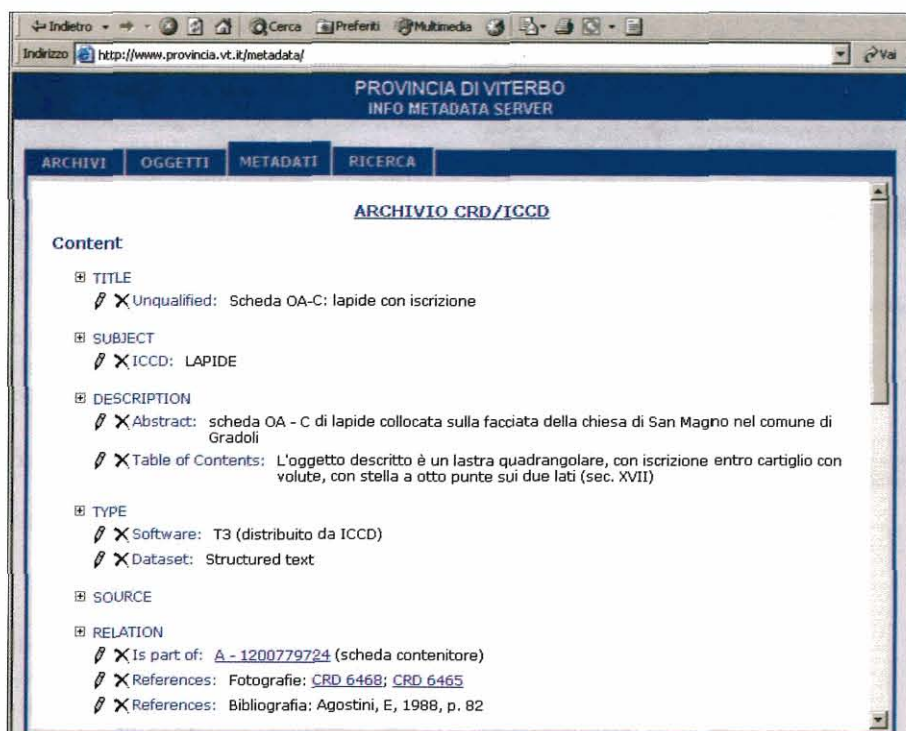 Indietro Cerca Preferiti Multimedia
Indirizzo http://www.provincia.vt.it/metadata/ Vai
PROVINCIA DI VITERBO
INFO METADATA SERVER
ARCHIVI OGGETTI METADATI RICERCA
ARCHIVIO CRD/ICCD
Content
TITLE
Unqualified: Scheda OA-C: lapide con iscrizione
SUBJECT
ICCD: LAPIDE
DESCRIPTION
Abstract: scheda OA - C di lapide collocata sulla facciata della chiesa di San Magno nel comune di
Gradoli
Table of Contents: L'oggetto descritto è un lastra quadrangolare, con iscrizione entro cartiglio con
volute, con stella a otto punte sui due lati (sec. XVII)
TYPE
Software: T3 (distribuito da ICCD)
Dataset: Structured text
SOURCE
RELATION
Is part of: A - 1200779724 (scheda contenitore)
References: Fotografie: CRD 6468; CRD 6465
References: Bibliografia: Agostini, E, 1988, p. 82